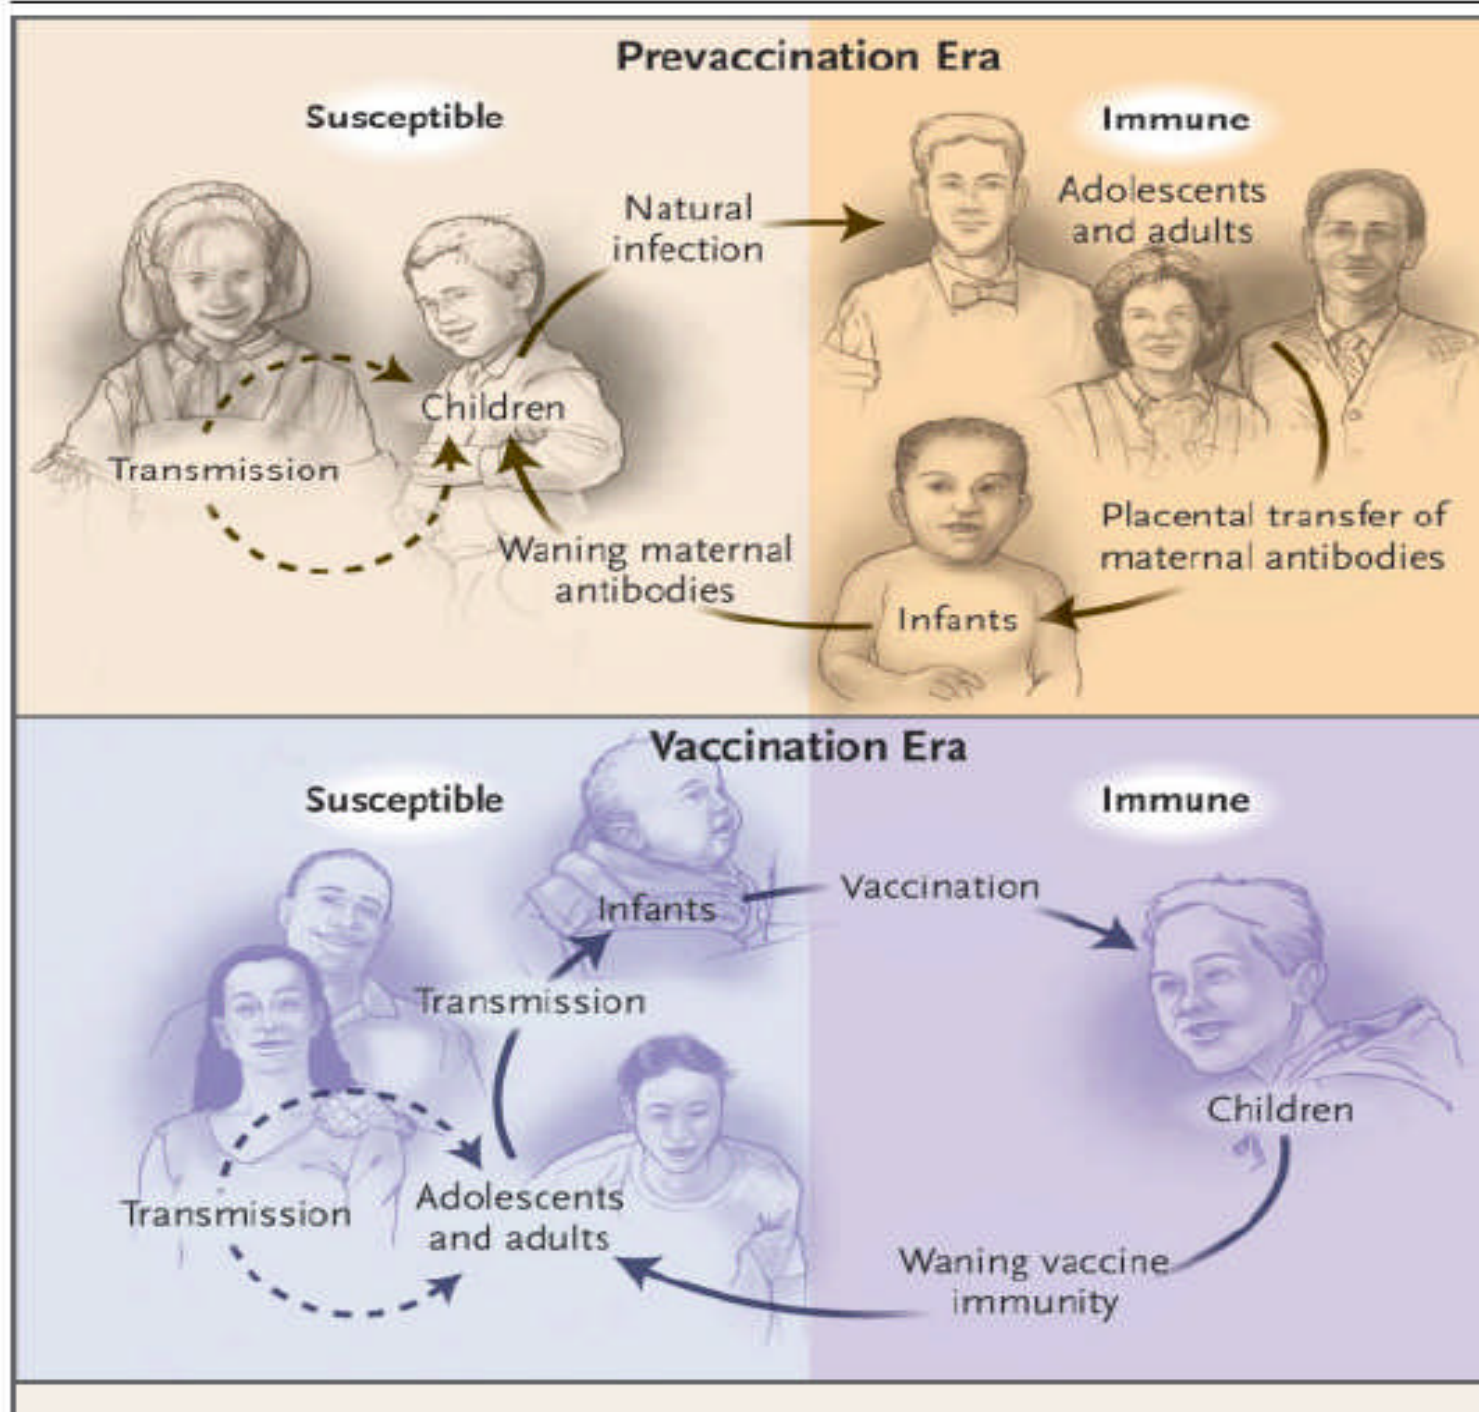 Prevaccination Era
Susceptible
Immune
Natural
infection
Adolescents
and adults
Children
Transmission
Waning maternal
antibodies
Placental transfer of
maternal antibodies
Infants
Vaccination Era
Susceptible
Immune
Infants
Vaccination
Transmission
Children
Transmission
Adolescents
and adults
Waning vaccine
immunity